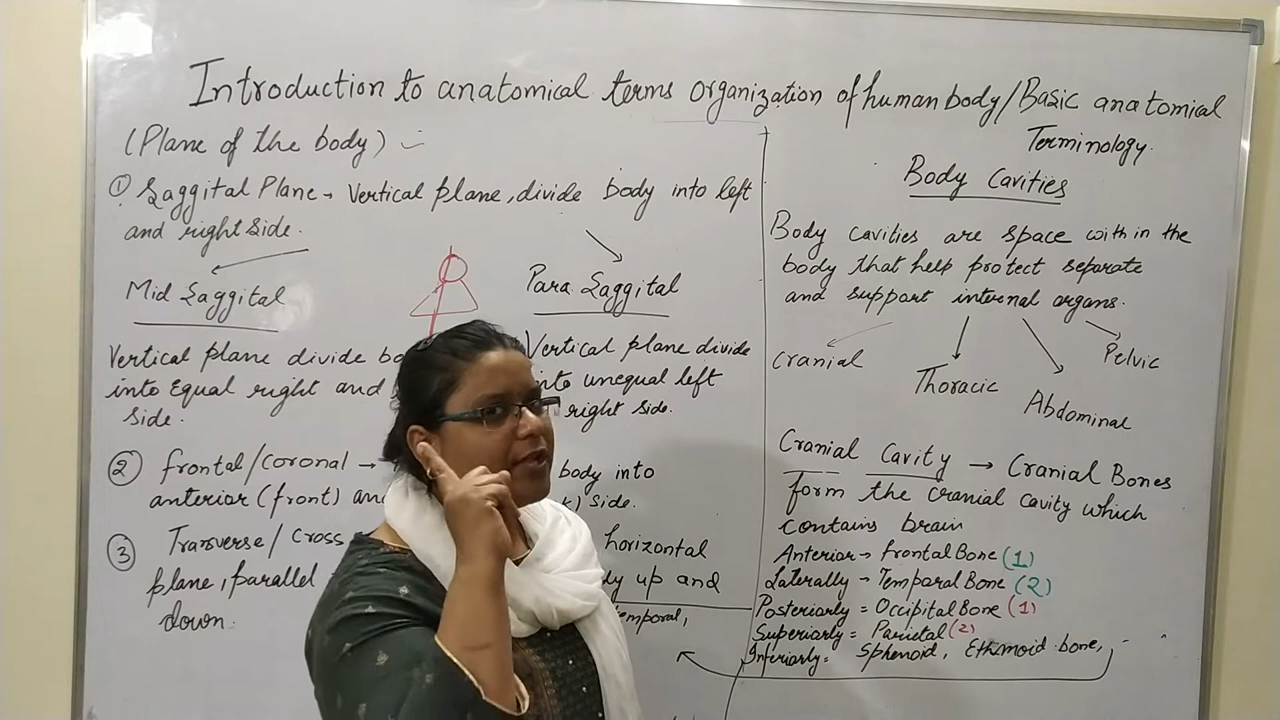 Introduction to anatomical terms organization of human body/Basic anatomical
Terminology.
(Plane of the body)
① Saggital Plane → Vertical plane, divide body into left
and right side.
Mid Saggital
Para Saggital
Vertical plane divide
into Equal right and
side.
Vertical plane divide
into unequal left
right side.
② frontal/coronal → body into
anterior (front) side.
③ Transverse/cross horizontal
plane, parallel up and
down.
temporal,
Body Cavities
Body cavities are space with in the
body that help protect separate
and support internal organs.
Cranial
Thoracic
Abdominal
Pelvic
Cranial Cavity → Cranial Bones
form the cranial cavity which
contains brain
Anterior → frontal Bone (1)
Laterally → Temporal Bone (2)
Posteriorly = Occipital Bone (1)
Superiorly = Parietal (2)
Inferiorly = Sphenoid, Ethmoid bone,